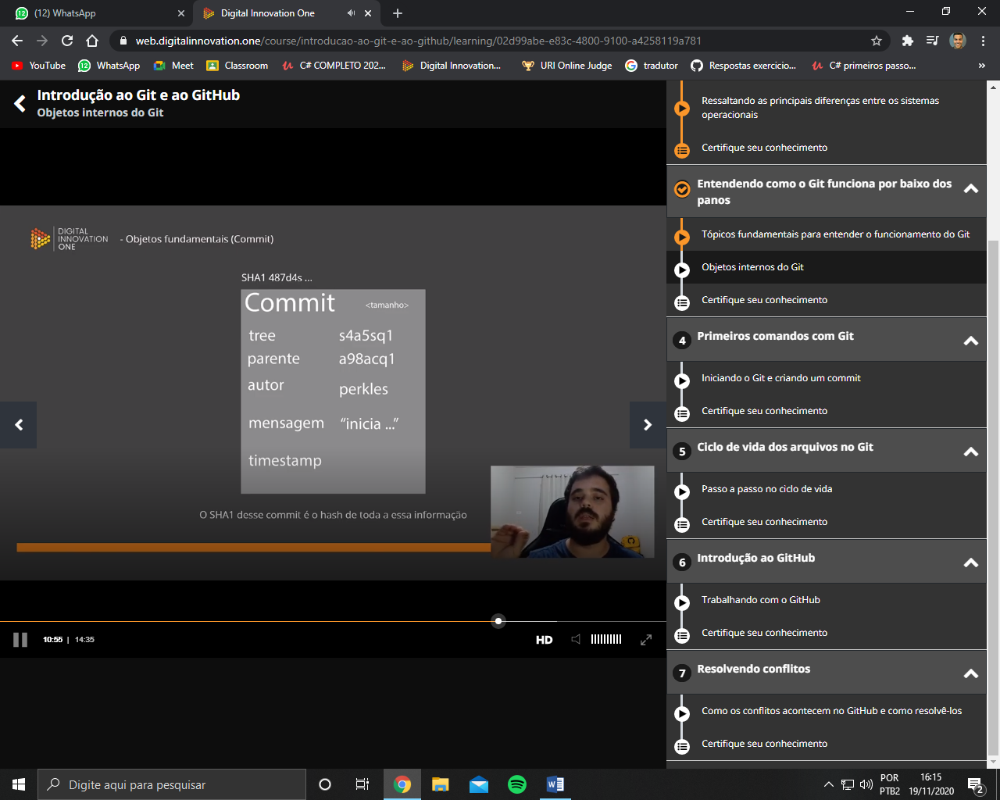 (12) WhatsApp
Digital Innovation One
web.digitalinnovation.one/course/introducao-ao-git-e-ao-github/learning/02d99abe-e83c-4800-9100-a4258119a781
YouTube
WhatsApp
Meet
Classroom
C# COMPLETO 202...
Digital Innovation...
URI Online Judge
tradutor
Respostas exercicio...
C# primeiros passo...
»
Introdução ao Git e ao GitHub
Objetos internos do Git
DIGITAL
INNOVATION
ONE
- Objetos fundamentais (Commit)
SHA1 487d4s ...
Commit <tamanho>
tree s4a5sq1
parente a98acq1
autor perkles
mensagem “inicia ...”
timestamp
O SHA1 desse commit é o hash de toda a essa informação
10:55 | 14:35
HD
Ressaltando as principais diferenças entre os sistemas
operacionais
Certifique seu conhecimento
Entendendo como o Git funciona por baixo dos
panos
Tópicos fundamentais para entender o funcionamento do Git
Objetos internos do Git
Certifique seu conhecimento
4 Primeiros comandos com Git
Iniciando o Git e criando um commit
Certifique seu conhecimento
5 Ciclo de vida dos arquivos no Git
Passo a passo no ciclo de vida
Certifique seu conhecimento
6 Introdução ao GitHub
Trabalhando com o GitHub
Certifique seu conhecimento
7 Resolvendo conflitos
Como os conflitos acontecem no GitHub e como resolvê-los
Certifique seu conhecimento
Digite aqui para pesquisar
POR
PTB2
16:15
19/11/2020
2